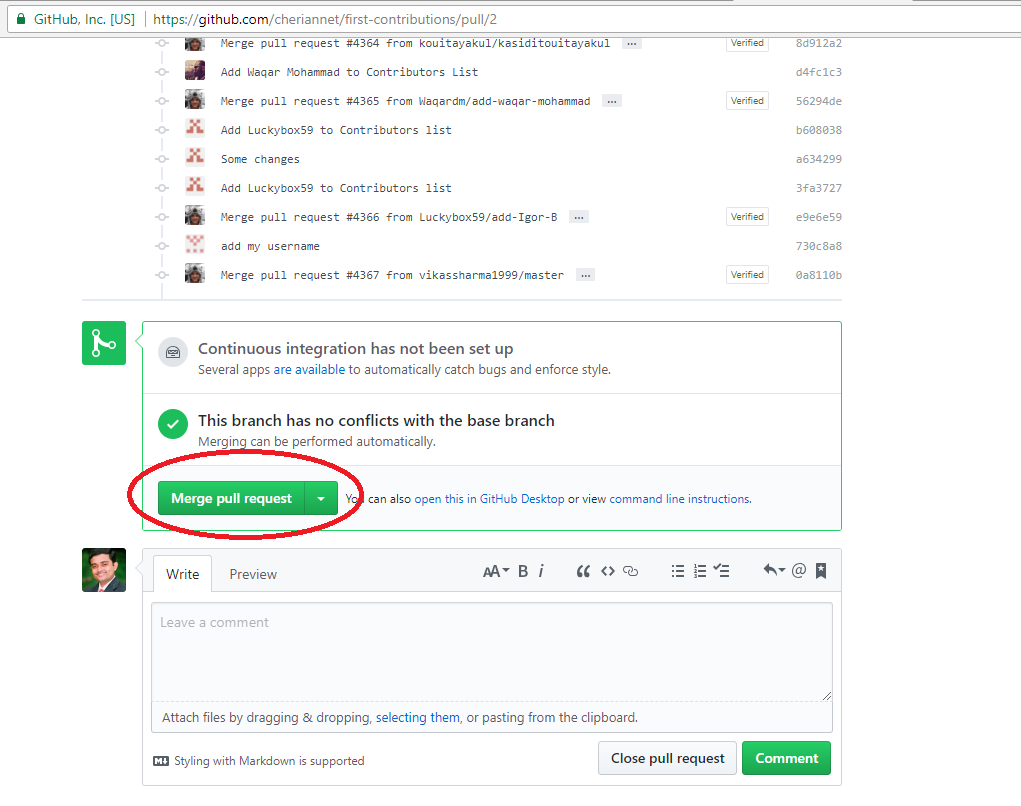 GitHub, Inc. [US] https://github.com/cheriannet/first-contributions/pull/2
Merge pull request #4364 from kouitayakul/kasiditouitayakul ... Verified 8d912a2
Add Waqar Mohammad to Contributors List d4fc1c3
Merge pull request #4365 from Waqardm/add-waqar-mohammad ... Verified 56294de
Add Luckybox59 to Contributors list b608038
Some changes a634299
Add Luckybox59 to Contributors list 3fa3727
Merge pull request #4366 from Luckybox59/add-Igor-B ... Verified e9e6e59
add my username 730c8a8
Merge pull request #4367 from vikassharma1999/master ... Verified 0a8110b
Continuous integration has not been set up
Several apps are available to automatically catch bugs and enforce style.
This branch has no conflicts with the base branch
Merging can be performed automatically.
Merge pull request You can also open this in GitHub Desktop or view command line instructions.
Write Preview AA B i
Leave a comment
Attach files by dragging & dropping, selecting them, or pasting from the clipboard.
Styling with Markdown is supported Close pull request Comment